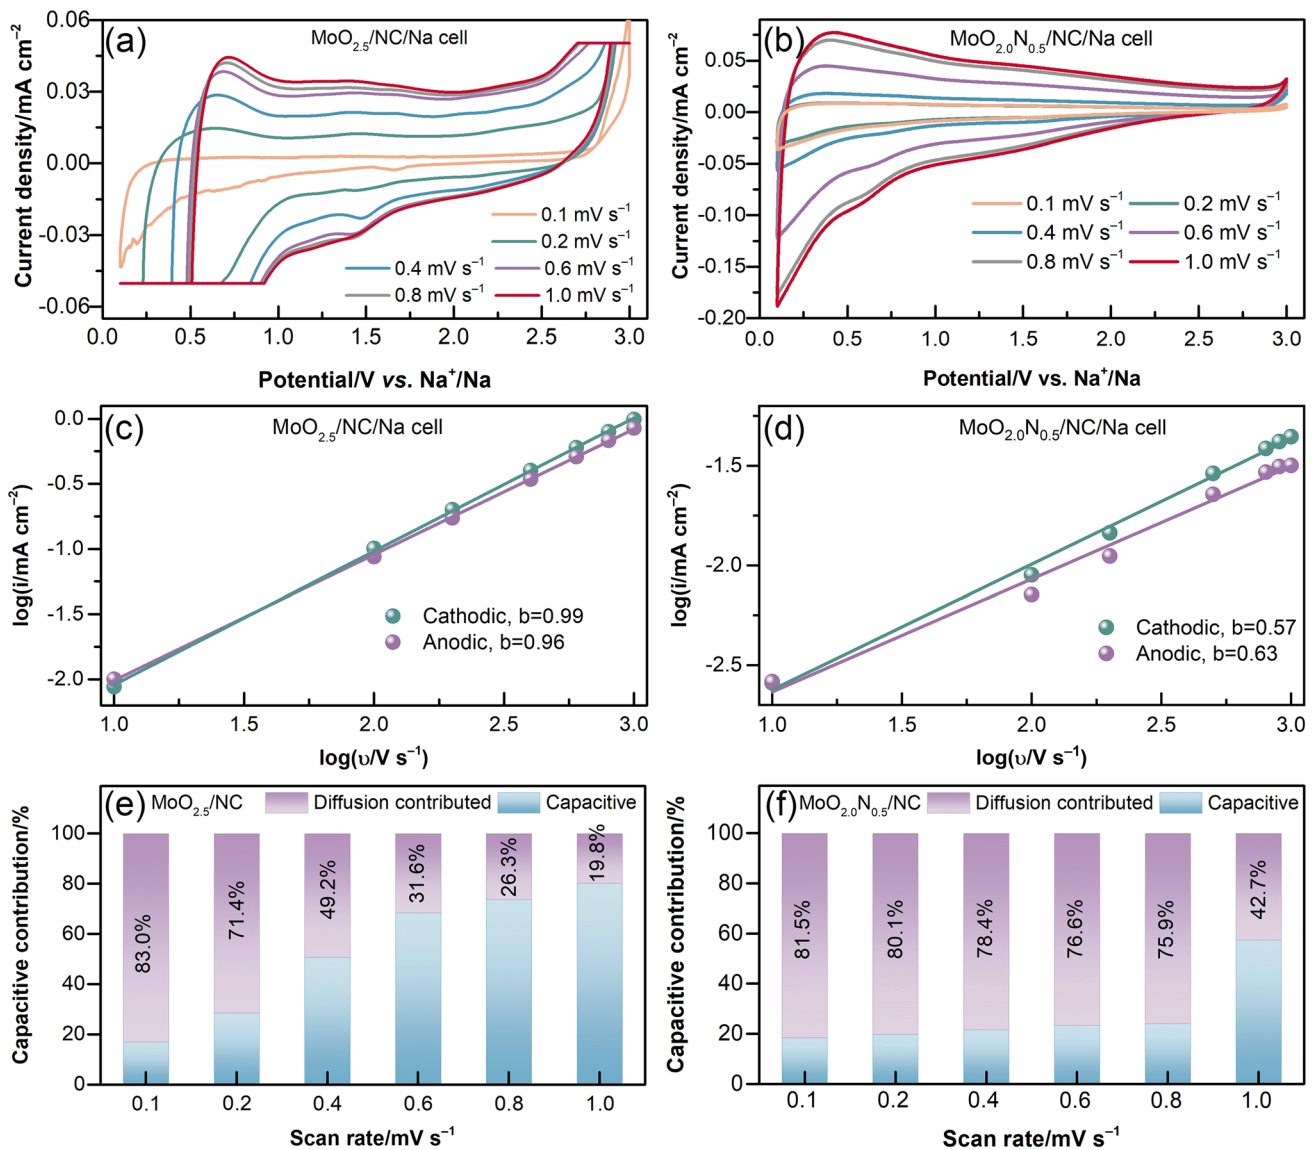 (a) MoO2.5/NC/Na cell
Current density/mA cm−2
0.06
0.03
0.00
-0.03
-0.06
0.1 mV s−1
0.2 mV s−1
0.4 mV s−1 0.6 mV s−1
0.8 mV s−1 1.0 mV s−1
0.0 0.5 1.0 1.5 2.0 2.5 3.0
Potential/V vs. Na+/Na
(b) MoO2.0N0.5/NC/Na cell
Current density/mA cm−2
0.05
0.00
-0.05
-0.10
-0.15
-0.20
0.1 mV s−1 0.2 mV s−1
0.4 mV s−1 0.6 mV s−1
0.8 mV s−1 1.0 mV s−1
0.0 0.5 1.0 1.5 2.0 2.5 3.0
Potential/V vs. Na+/Na
(c) MoO2.5/NC/Na cell
log(i/mA cm−2)
0.0
-0.5
-1.0
-1.5
-2.0
Cathodic, b=0.99
Anodic, b=0.96
1.0 1.5 2.0 2.5 3.0
log(υ/V s−1)
(d) MoO2.0N0.5/NC/Na cell
log(i/mA cm−2)
-1.5
-2.0
-2.5
Cathodic, b=0.57
Anodic, b=0.63
1.0 1.5 2.0 2.5 3.0
log(υ/V s−1)
(e) MoO2.5/NC Diffusion contributed Capacitive
Capacitive contribution/%
100
80
60
40
20
0
83.0%
71.4%
49.2%
31.6%
26.3%
19.8%
0.1 0.2 0.4 0.6 0.8 1.0
Scan rate/mV s−1
(f) MoO2.0N0.5/NC Diffusion contributed Capacitive
Capacitive contribution/%
100
80
60
40
20
0
81.5%
80.1%
78.4%
76.6%
75.9%
42.7%
0.1 0.2 0.4 0.6 0.8 1.0
Scan rate/mV s−1